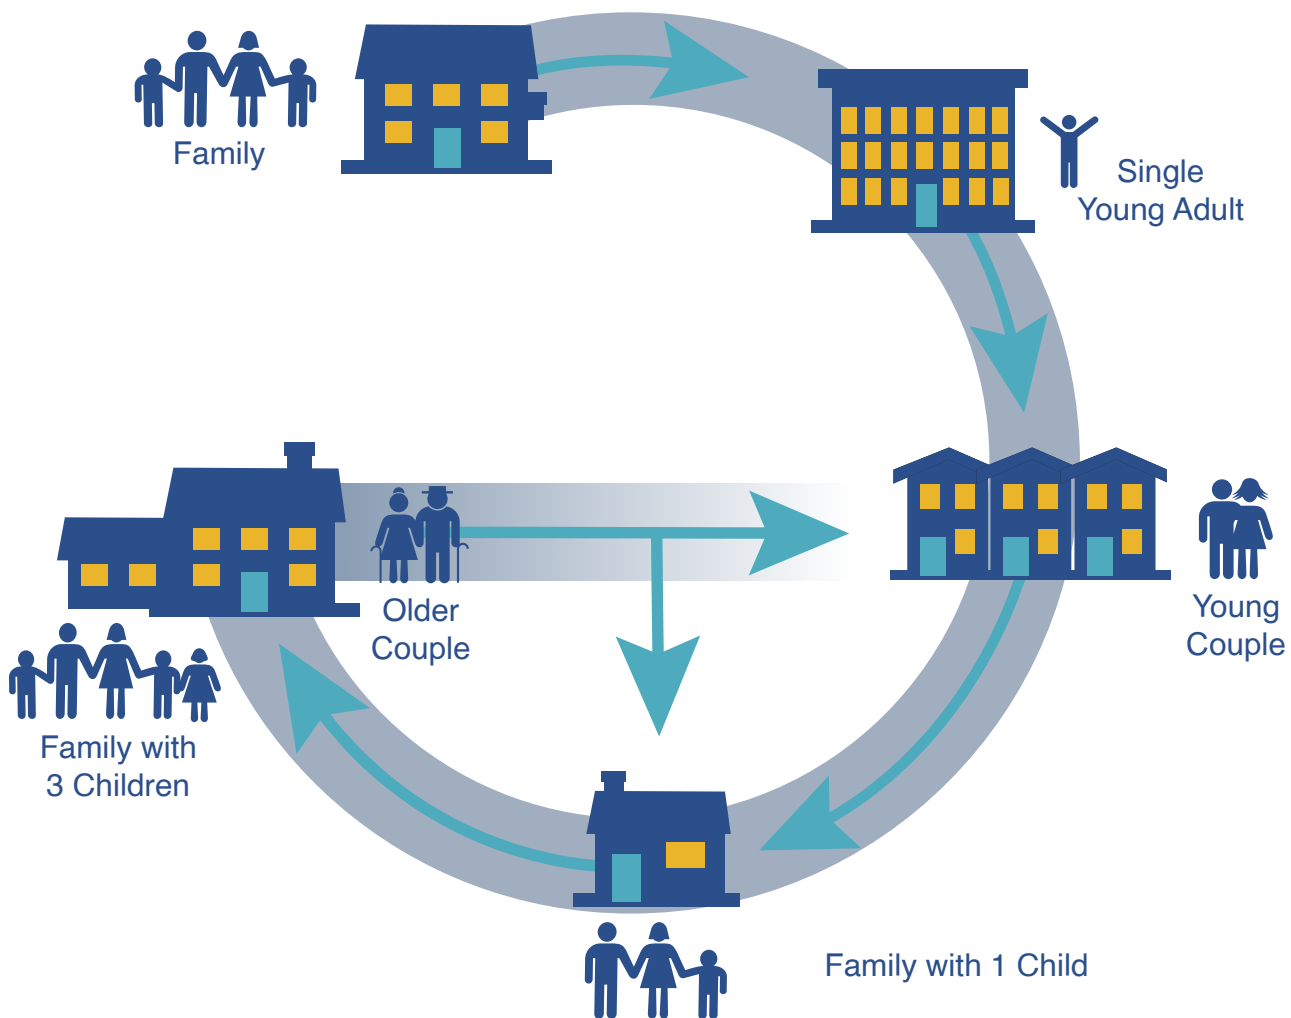 Family
Single
Young Adult
Older
Couple
Young
Couple
Family with
3 Children
Family with 1 Child